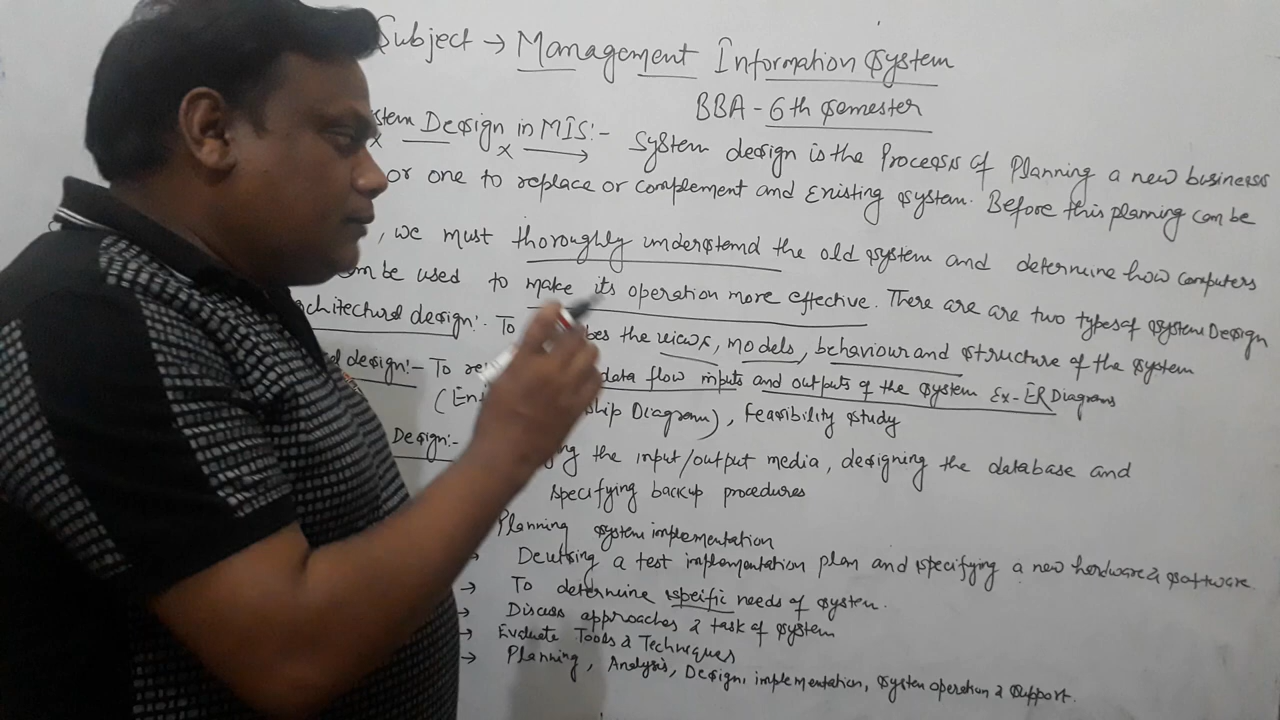 Subject → Management Information System
BBA - 6th Semester
stem Design in MIS:- System design is the Process of Planning a new business
or one to replace or complement and Existing System. Before this planning can be
, we must thoroughly understand the old system and determine how computers
be used to make its operation more effective. There are two types of System Design
chitectural design:- To bes the views, models, behaviour and structure of the system
design:- To re data flow inputs and outputs of the system Ex- ER Diagrams
(Ent ship Diagram), feasibility study
Design:- ng the input/output media, designing the database and
specifying backup procedures
Planning system implementation
→ Devising a test implementation plan and specifying a new hardware & software.
→ To determine speific needs of system.
→ Discuss approaches & task of system
→ Evaluate Tools & Techniques
→ Planning, Analysis, Design, implementation, System operation & support.